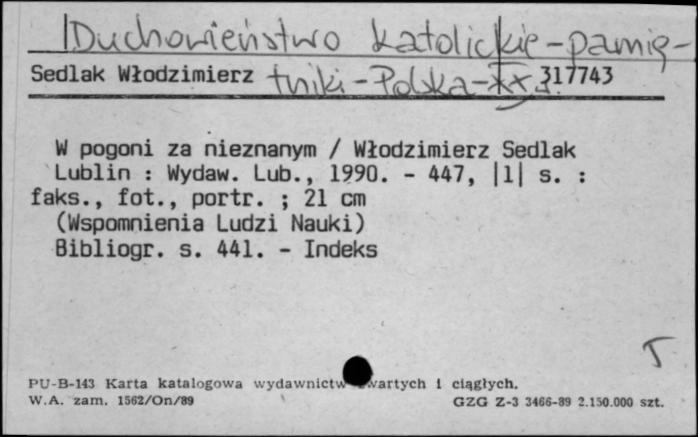 Duchowieństwo katolickie - pamię-
Sedlak Włodzimierz tniki - Polska - XX w. 317743
W pogoni za nieznanym / Włodzimierz Sedlak
Lublin : Wydaw. Lub., 1990. - 447, |1| s. :
faks., fot., portr. ; 21 cm
(Wspomnienia Ludzi Nauki)
Bibliogr. s. 441. - Indeks
PU-B-143 Karta katalogowa wydawnictw zwartych i ciągłych.
W.A. zam. 1562/On/89 GZG Z-3 3466-89 2.150.000 szt.